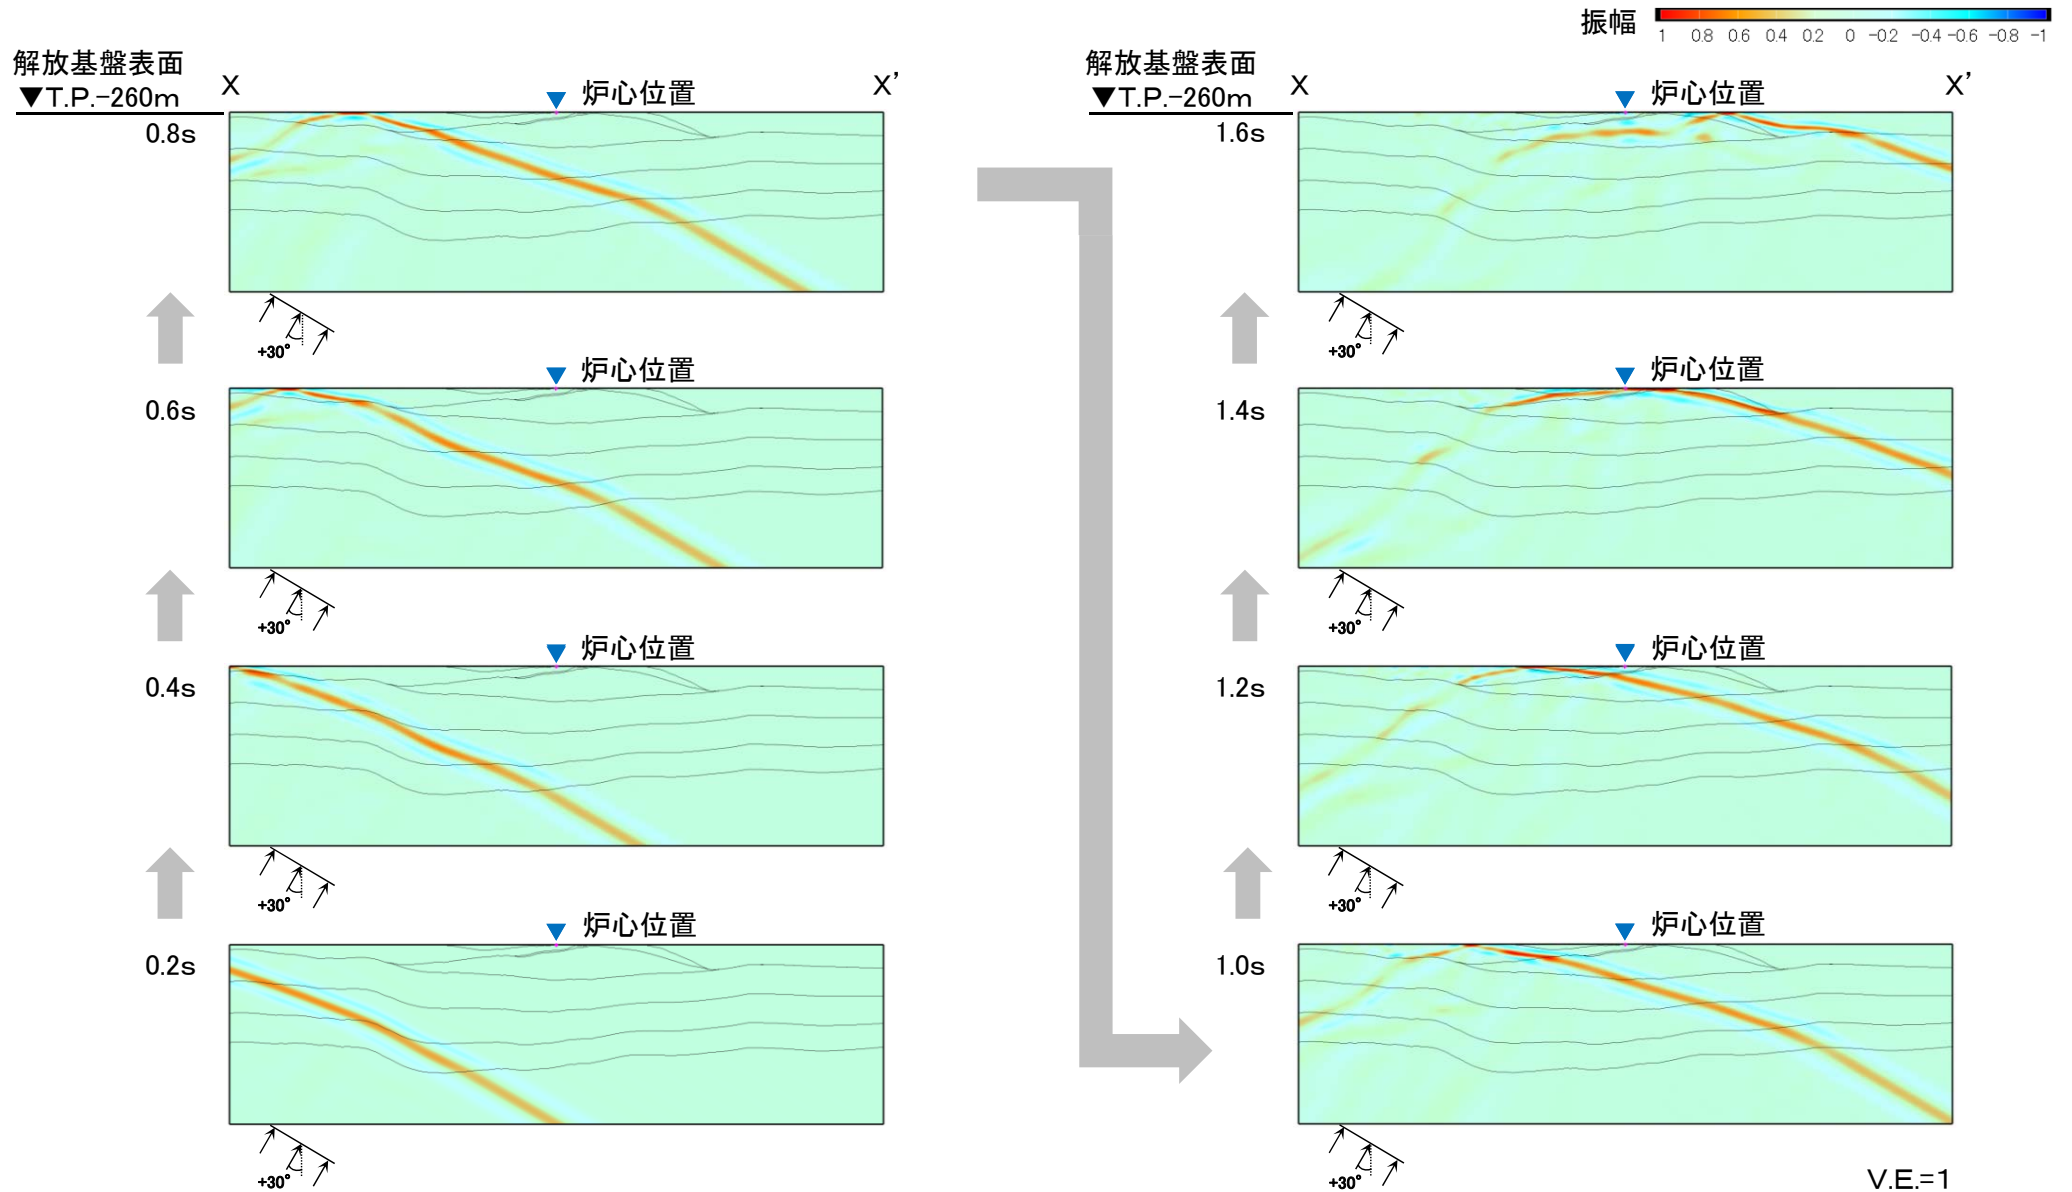 振幅
1 0.8 0.6 0.4 0.2 0 -0.2 -0.4 -0.6 -0.8 -1
解放基盤表面
▼T.P.-260m
X
▼ 炉心位置
X’
0.8s
+30°
▼ 炉心位置
0.6s
+30°
▼ 炉心位置
0.4s
+30°
▼ 炉心位置
0.2s
+30°
解放基盤表面
▼T.P.-260m
X
▼ 炉心位置
X’
1.6s
+30°
▼ 炉心位置
1.4s
+30°
▼ 炉心位置
1.2s
+30°
▼ 炉心位置
1.0s
+30°
V.E.=1